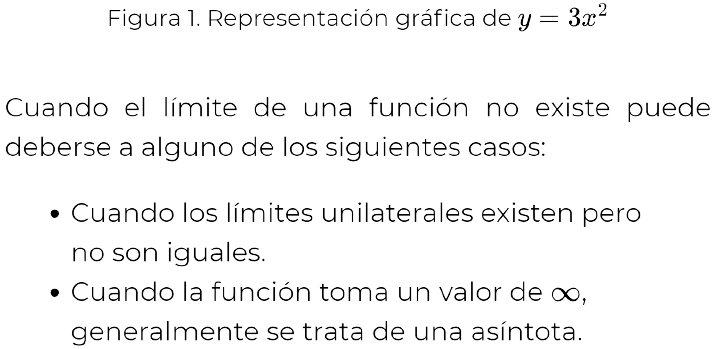 Figura 1. Representación gráfica de y = 3x²
Cuando el límite de una función no existe puede
deberse a alguno de los siguientes casos:
• Cuando los límites unilaterales existen pero
no son iguales.
• Cuando la función toma un valor de ∞,
generalmente se trata de una asíntota.